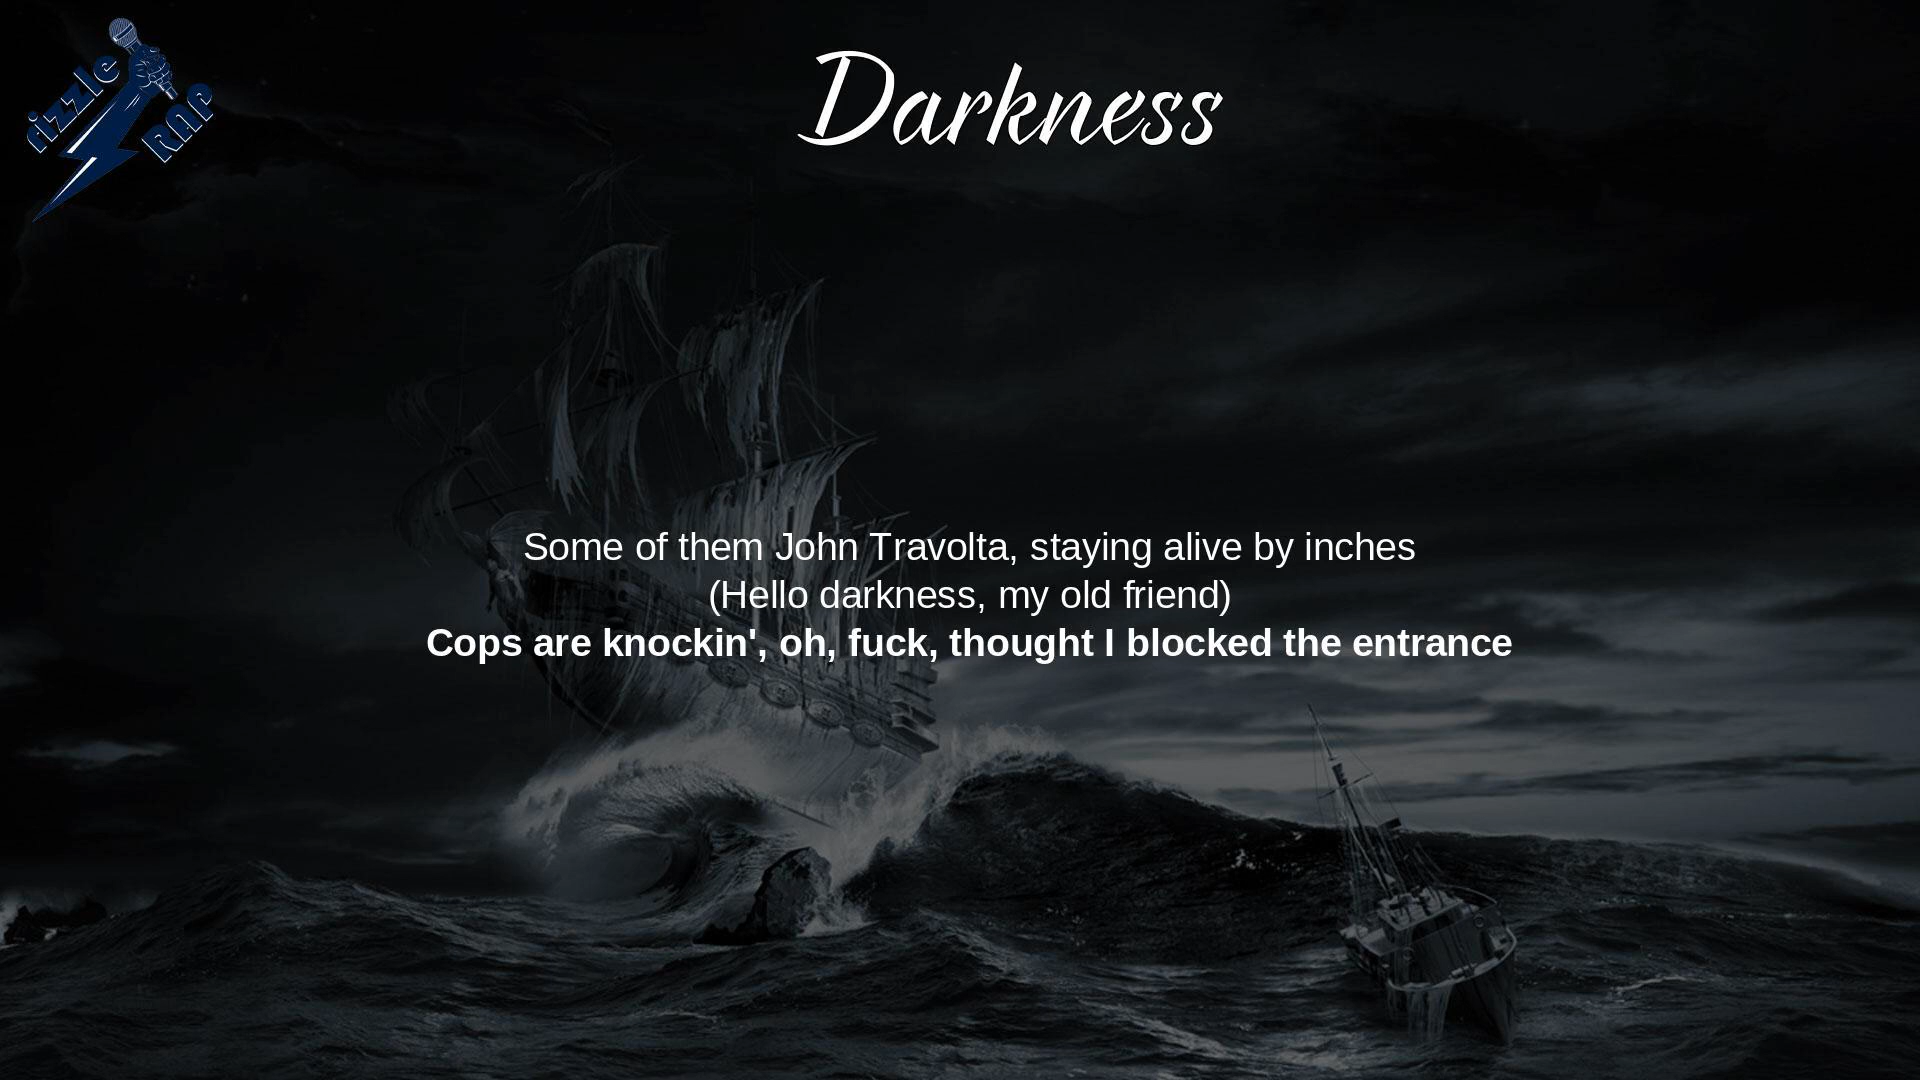 rizzle
RAP
Darkness
Some of them John Travolta, staying alive by inches
(Hello darkness, my old friend)
Cops are knockin', oh, fuck, thought I blocked the entrance